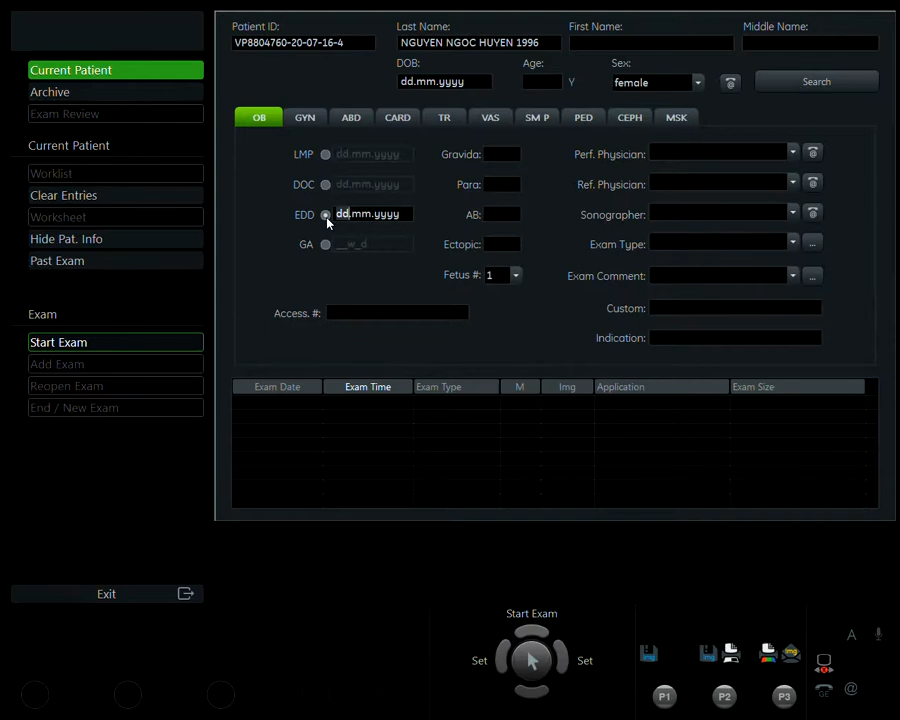 Current Patient
Archive
Exam Review
Current Patient
Worklist
Clear Entries
Worksheet
Hide Pat. Info
Past Exam
Exam
Start Exam
Add Exam
Reopen Exam
End / New Exam
Exit
Patient ID: Last Name: First Name: Middle Name:
VP8804760-20-07-16-4 NGUYEN NGOC HUYEN 1996
DOB: Age: Sex:
dd.mm.yyyy Y female Search
OB GYN ABD CARD TR VAS SM P PED CEPH MSK
LMP dd.mm.yyyy Gravida: Perf. Physician:
DOC dd.mm.yyyy Para: Ref. Physician:
EDD dd.mm.yyyy AB: Sonographer:
GA __w_d Ectopic: Exam Type: ...
Fetus #: 1 Exam Comment: ...
Access. #: Custom:
Indication:
Exam Date Exam Time Exam Type M Img Application Exam Size
Start Exam
Set Set
Img
A
GE @
P1 P2 P3